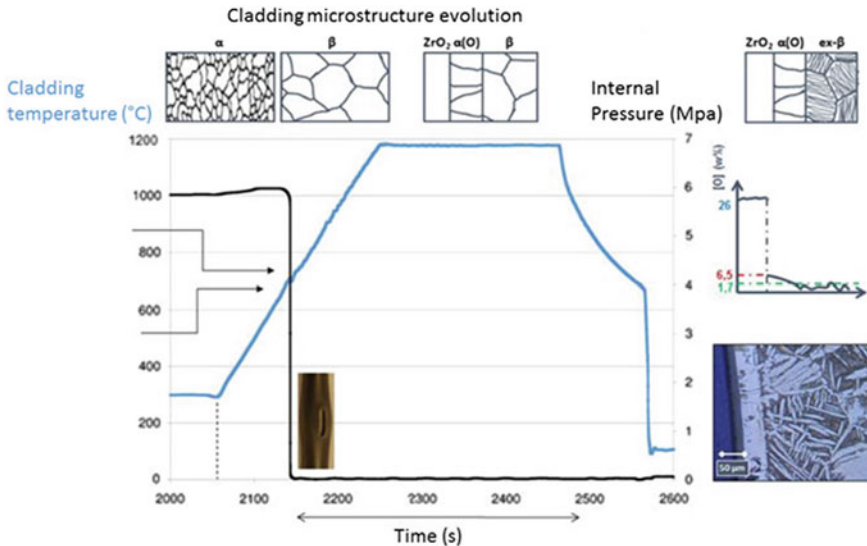 Cladding microstructure evolution
α
β
ZrO₂ α(O)
β
ZrO₂ α(O)
ex-β
Cladding
temperature (°C)
Internal
Pressure (Mpa)
1200
1000
800
600
400
200
0
7
6
5
4
3
2
1
0
2000
2100
2200
2300
2400
2500
2600
Time (s)
[O] (w%)
26
6,5
1,7
50 µm